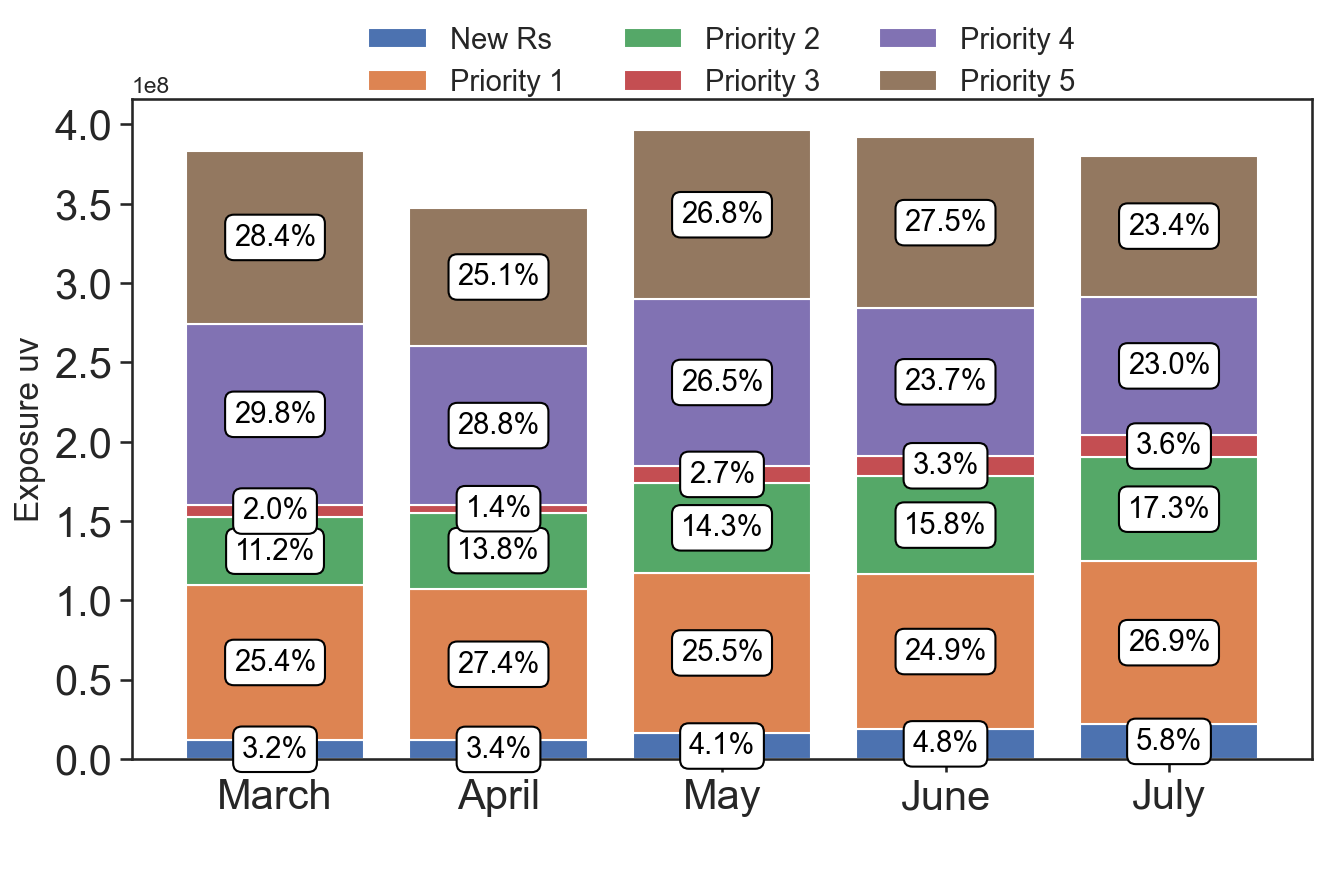 New Rs Priority 2 Priority 4
Priority 1 Priority 3 Priority 5
1e8
4.0
3.5
3.0
2.5
2.0
1.5
1.0
0.5
0.0
Exposure uv
28.4% 25.1% 26.8% 27.5% 23.4%
29.8% 28.8% 26.5% 23.7% 23.0%
2.0% 1.4% 2.7% 3.3% 3.6%
11.2% 13.8% 14.3% 15.8% 17.3%
25.4% 27.4% 25.5% 24.9% 26.9%
3.2% 3.4% 4.1% 4.8% 5.8%
March April May June July